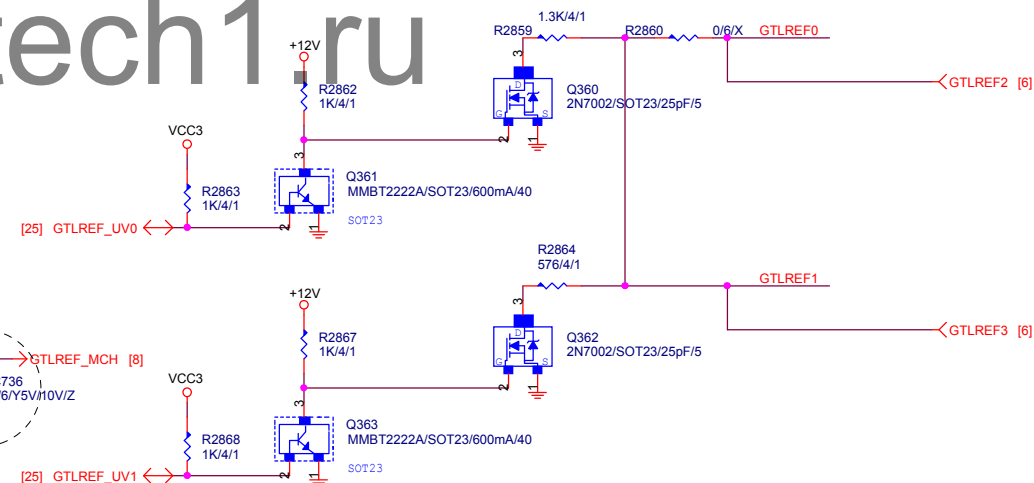 tech1.ru
1.3K/4/1
R2859
R2860
0/6/X
GTLREF0
GTLREF2 [6]
+12V
R2862
1K/4/1
3
D
G
S
2
1
Q360
2N7002/SOT23/25pF/5
VCC3
R2863
1K/4/1
3
Q361
MMBT2222A/SOT23/600mA/40
SOT23
2
1
[25] GTLREF_UV0
R2864
576/4/1
GTLREF1
GTLREF3 [6]
+12V
R2867
1K/4/1
3
D
G
S
2
1
Q362
2N7002/SOT23/25pF/5
GTLREF_MCH [8]
736
6/Y5V/10V/Z
VCC3
R2868
1K/4/1
3
Q363
MMBT2222A/SOT23/600mA/40
SOT23
2
1
[25] GTLREF_UV1